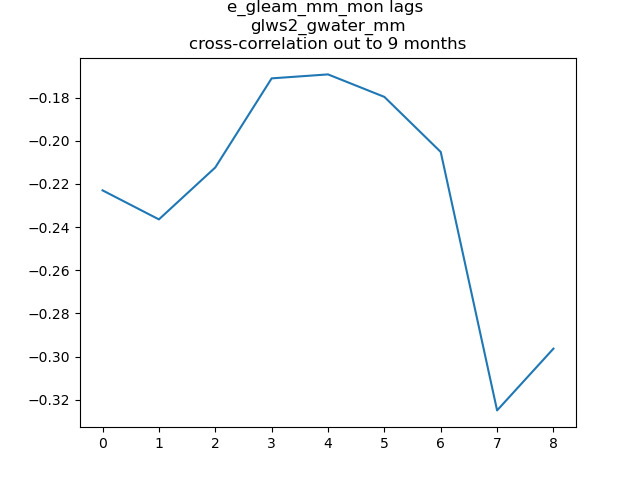 e_gleam_mm_mon lags
glws2_gwater_mm
cross-correlation out to 9 months
−0.18
−0.20
−0.22
−0.24
−0.26
−0.28
−0.30
−0.32
0 1 2 3 4 5 6 7 8